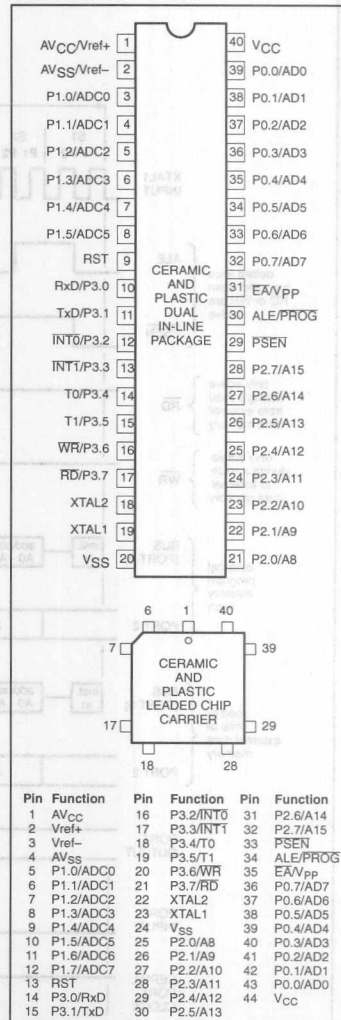 AVCC/Vref+ 1 40 VCC
AVSS/Vref– 2 39 P0.0/AD0
P1.0/ADC0 3 38 P0.1/AD1
P1.1/ADC1 4 37 P0.2/AD2
P1.2/ADC2 5 36 P0.3/AD3
P1.3/ADC3 6 35 P0.4/AD4
P1.4/ADC4 7 34 P0.5/AD5
P1.5/ADC5 8 33 P0.6/AD6
RST 9 32 P0.7/AD7
RxD/P3.0 10 31 EA/VPP
TxD/P3.1 11 30 ALE/PROG
INT0/P3.2 12 29 PSEN
INT1/P3.3 13 28 P2.7/A15
T0/P3.4 14 27 P2.6/A14
T1/P3.5 15 26 P2.5/A13
WR/P3.6 16 25 P2.4/A12
RD/P3.7 17 24 P2.3/A11
XTAL2 18 23 P2.2/A10
XTAL1 19 22 P2.1/A9
VSS 20 21 P2.0/A8
CERAMIC
AND
PLASTIC
DUAL
IN-LINE
PACKAGE
6 1 40
7 39
CERAMIC
AND
PLASTIC
LEADED CHIP
CARRIER
17 29
18 28
Pin Function Pin Function Pin Function
1 AVCC 16 P3.2/INT0 31 P2.6/A14
2 Vref+ 17 P3.3/INT1 32 P2.7/A15
3 Vref– 18 P3.4/T0 33 PSEN
4 AVSS 19 P3.5/T1 34 ALE/PROG
5 P1.0/ADC0 20 P3.6/WR 35 EA/VPP
6 P1.1/ADC1 21 P3.7/RD 36 P0.7/AD7
7 P1.2/ADC2 22 XTAL2 37 P0.6/AD6
8 P1.3/ADC3 23 XTAL1 38 P0.5/AD5
9 P1.4/ADC4 24 VSS 39 P0.4/AD4
10 P1.5/ADC5 25 P2.0/A8 40 P0.3/AD3
11 P1.6/ADC6 26 P2.1/A9 41 P0.2/AD2
12 P1.7/ADC7 27 P2.2/A10 42 P0.1/AD1
13 RST 28 P2.3/A11 43 P0.0/AD0
14 P3.0/RxD 29 P2.4/A12 44 VCC
15 P3.1/TxD 30 P2.5/A13